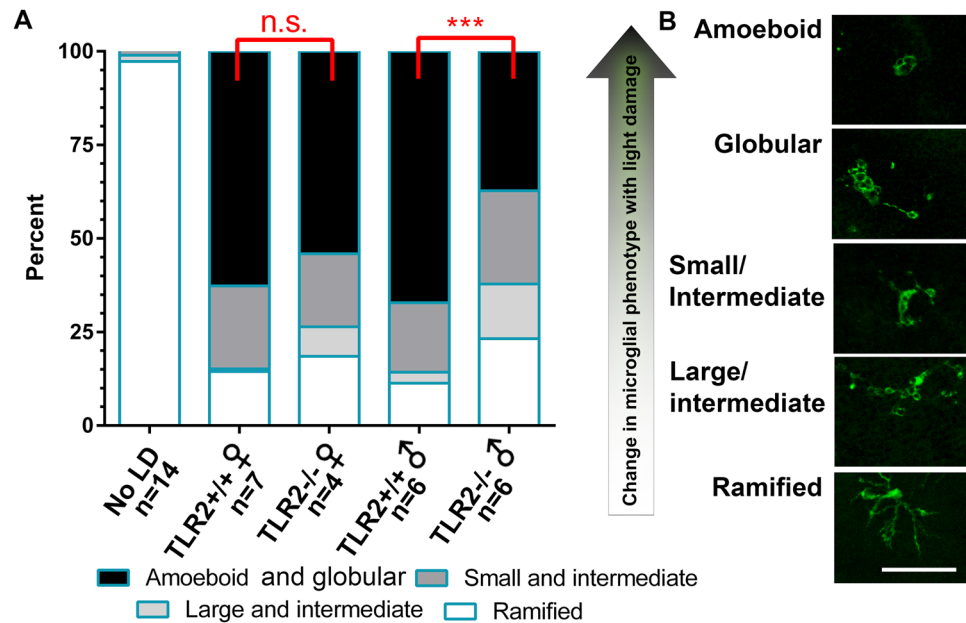 A
n.s.
***
100
75
50
25
0
Percent
No LD
n=14
TLR2+/+ ♀
n=7
TLR2-/- ♀
n=4
TLR2+/+ ♂
n=6
TLR2-/- ♂
n=6
Amoeboid and globular
Small and intermediate
Large and intermediate
Ramified
Change in microglial phenotype with light damage
B
Amoeboid
Globular
Small/
Intermediate
Large/
intermediate
Ramified